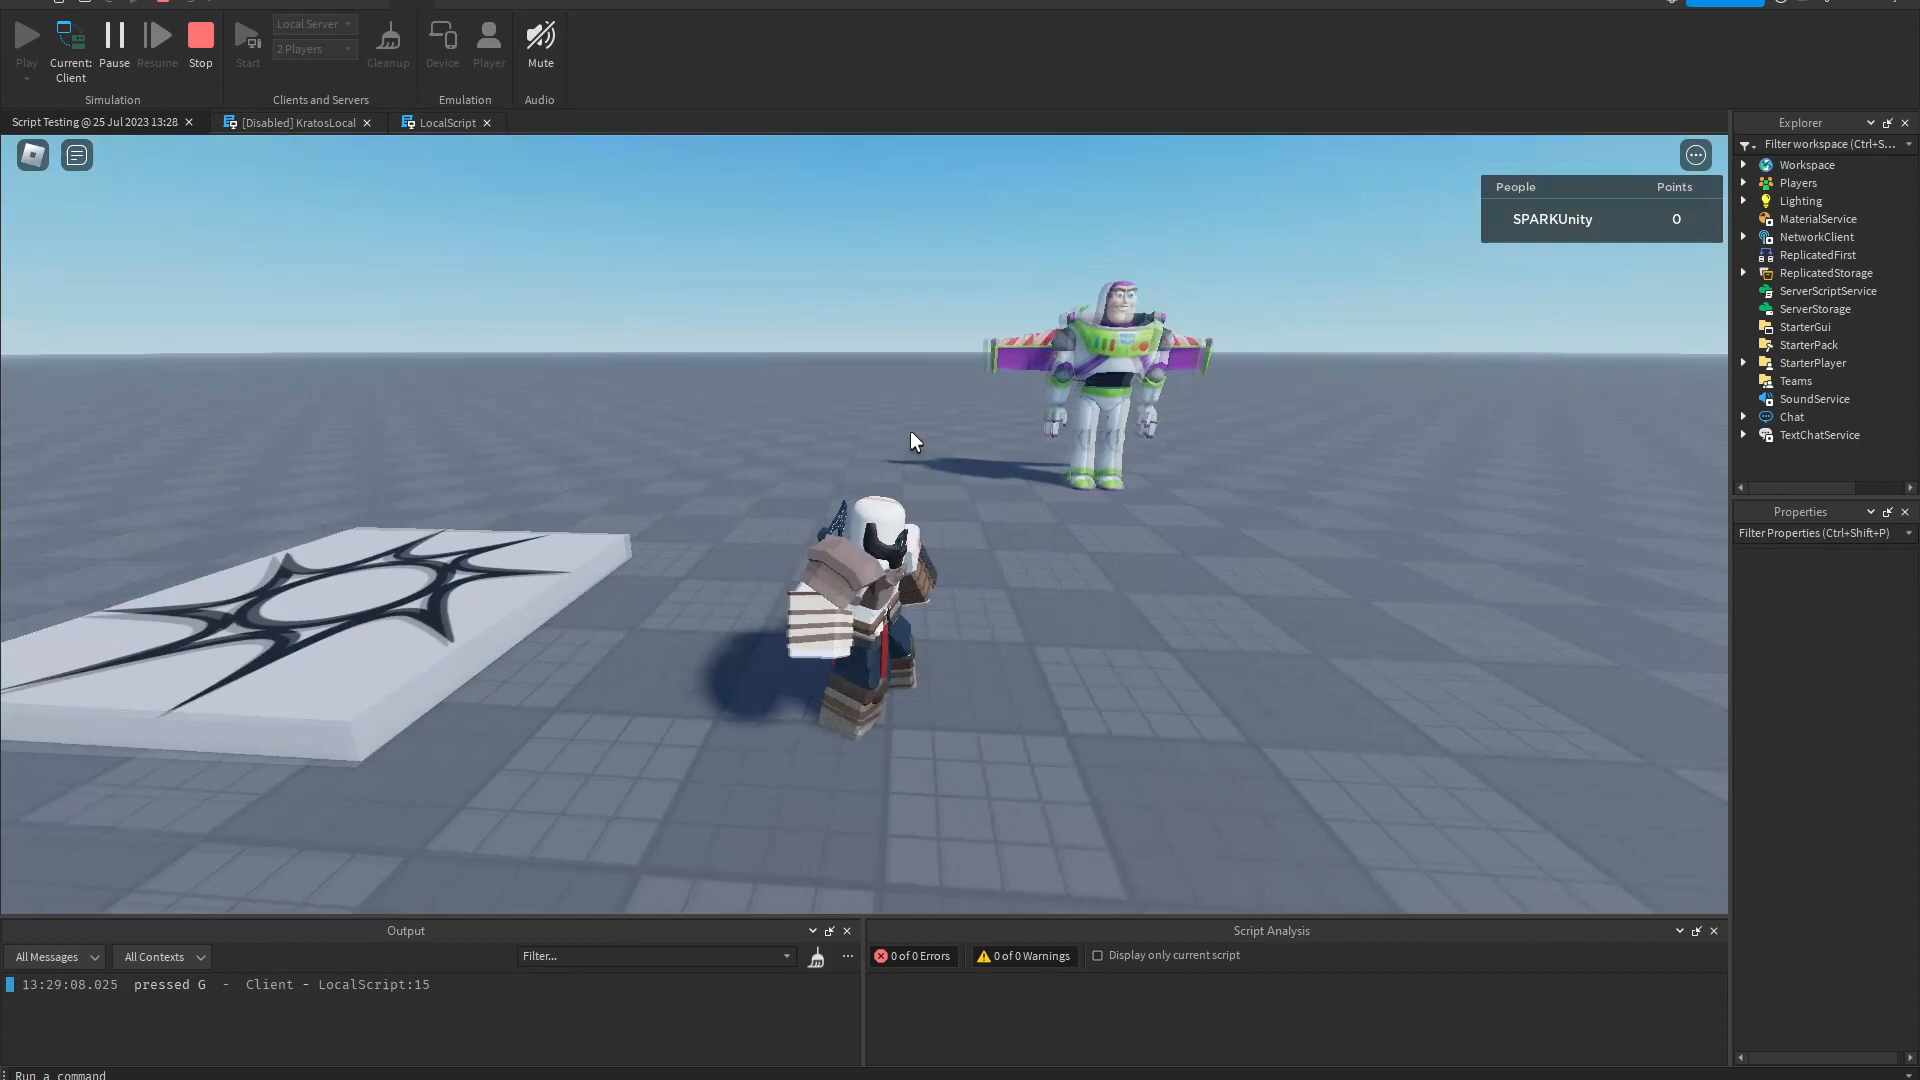 Local Server
2 Players
Play
Current:
Client
Pause
Resume
Stop
Start
Cleanup
Device
Player
Mute
Simulation
Clients and Servers
Emulation
Audio
Script Testing @ 25 Jul 2023 13:28
[Disabled] KratosLocal
LocalScript
Explorer
Filter workspace (Ctrl+S...
Workspace
Players
Lighting
MaterialService
NetworkClient
ReplicatedFirst
ReplicatedStorage
ServerScriptService
ServerStorage
StarterGui
StarterPack
StarterPlayer
Teams
SoundService
Chat
TextChatService
People Points
SPARKUnity 0
Properties
Filter Properties (Ctrl+Shift+P)
Output
All Messages
All Contexts
Filter...
13:29:08.025 pressed G - Client - LocalScript:15
Script Analysis
0 of 0 Errors
0 of 0 Warnings
Display only current script
Run a command